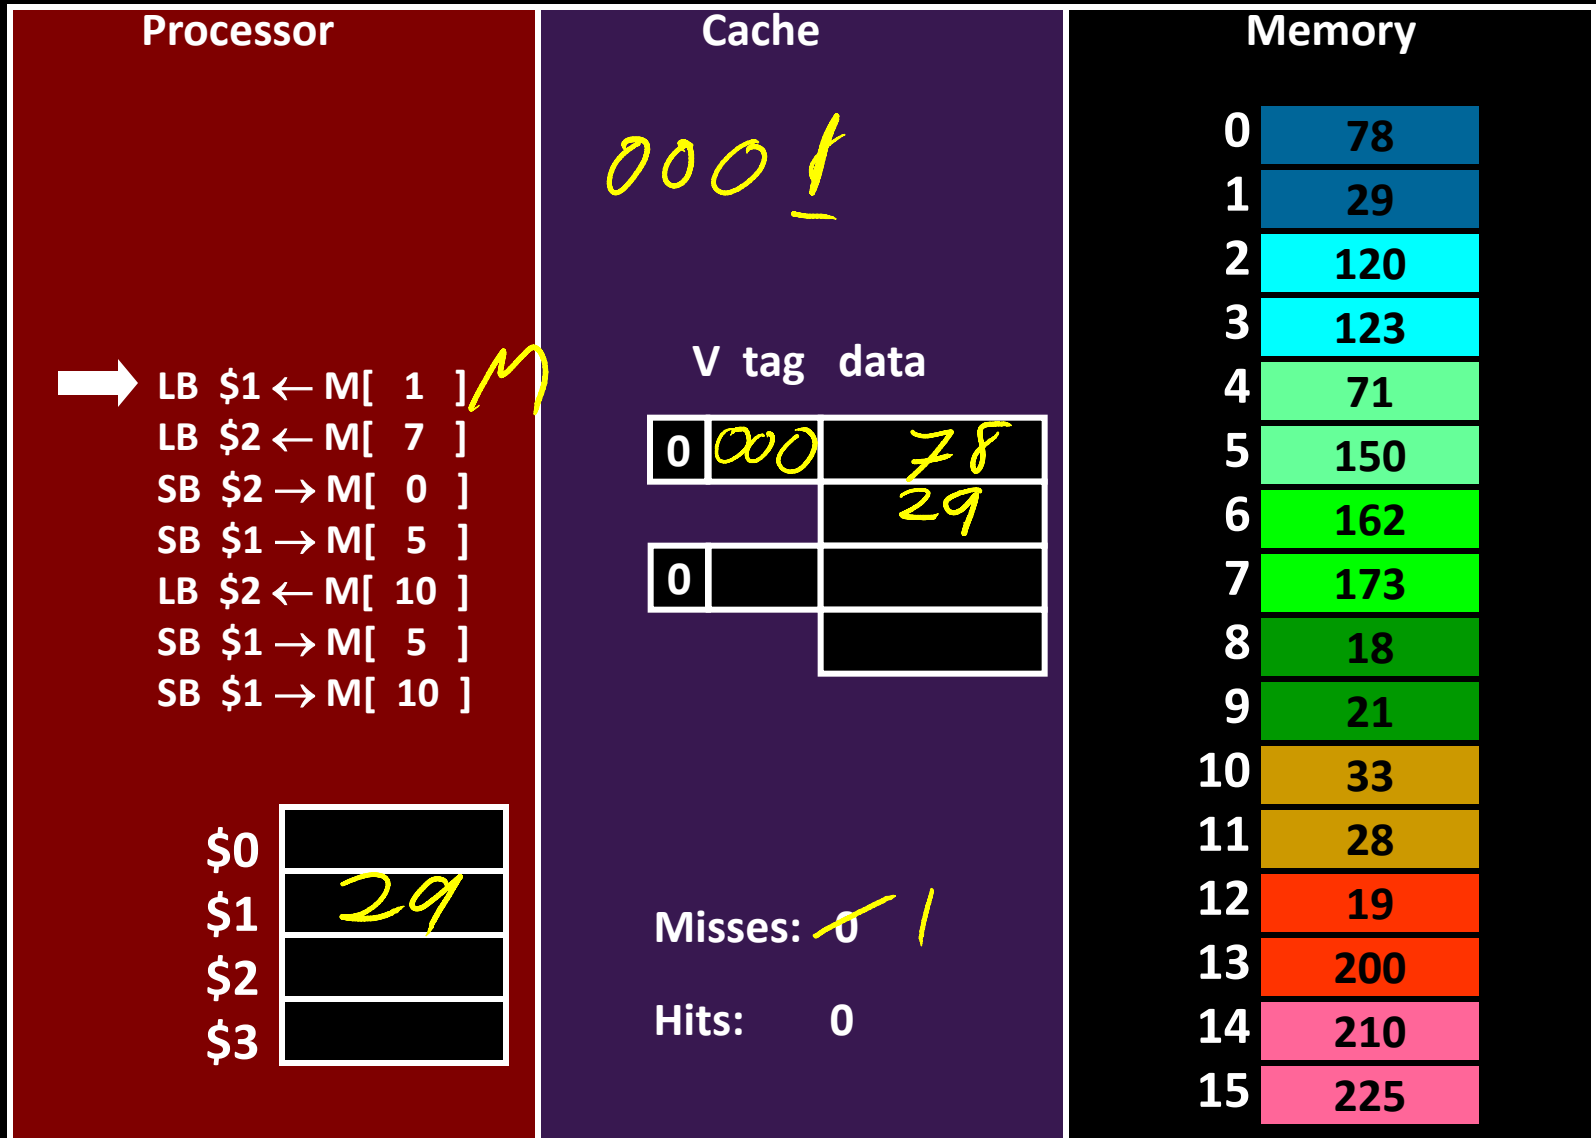 Processor
LB $1 ← M[ 1 ] M
LB $2 ← M[ 7 ]
SB $2 → M[ 0 ]
SB $1 → M[ 5 ]
LB $2 ← M[ 10 ]
SB $1 → M[ 5 ]
SB $1 → M[ 10 ]
$0
$1 29
$2
$3
Cache
0001
V tag data
0 000 78
29
0
Misses: 0 1
Hits: 0
Memory
0 78
1 29
2 120
3 123
4 71
5 150
6 162
7 173
8 18
9 21
10 33
11 28
12 19
13 200
14 210
15 225